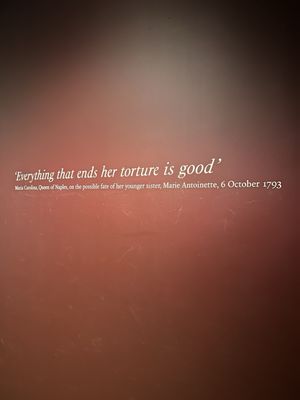 ‘Everything that ends her torture is good’
Maria Carolina, Queen of Naples, on the possible fate of her younger sister, Marie Antoinette, 6 October 1793